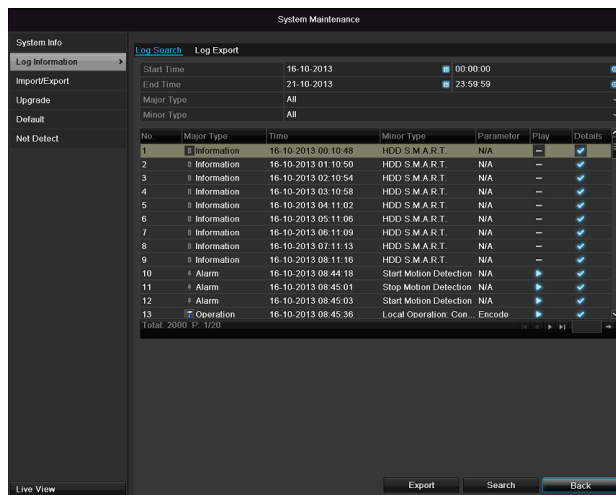 System Maintenance
System Info
Log Information
Import/Export
Upgrade
Default
Net Detect
Log Search Log Export
Start Time 16-10-2013 00:00:00
End Time 21-10-2013 23:59:59
Major Type All
Minor Type All
No. Major Type Time Minor Type Parameter Play Details
1 Information 16-10-2013 00:10:48 HDD S.M.A.R.T. N/A –
2 Information 16-10-2013 01:10:50 HDD S.M.A.R.T. N/A –
3 Information 16-10-2013 02:10:54 HDD S.M.A.R.T. N/A –
4 Information 16-10-2013 03:10:58 HDD S.M.A.R.T. N/A –
5 Information 16-10-2013 04:11:02 HDD S.M.A.R.T. N/A –
6 Information 16-10-2013 05:11:06 HDD S.M.A.R.T. N/A –
7 Information 16-10-2013 06:11:09 HDD S.M.A.R.T. N/A –
8 Information 16-10-2013 07:11:13 HDD S.M.A.R.T. N/A –
9 Information 16-10-2013 08:11:16 HDD S.M.A.R.T. N/A –
10 Alarm 16-10-2013 08:44:18 Start Motion Detection N/A
11 Alarm 16-10-2013 08:45:01 Stop Motion Detection N/A
12 Alarm 16-10-2013 08:45:03 Start Motion Detection N/A
13 Operation 16-10-2013 08:45:36 Local Operation: Con... Encode
Total: 2000 P: 1/20
Live View
Export Search Back